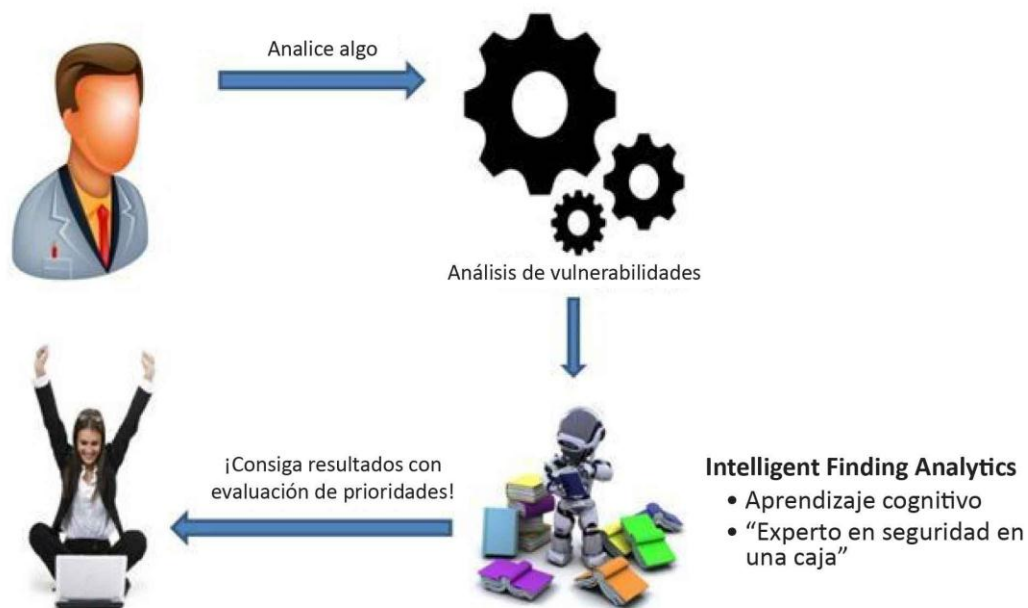 Analice algo
Análisis de vulnerabilidades
¡Consiga resultados con
evaluación de prioridades!
Intelligent Finding Analytics
• Aprendizaje cognitivo
• “Experto en seguridad en
una caja”